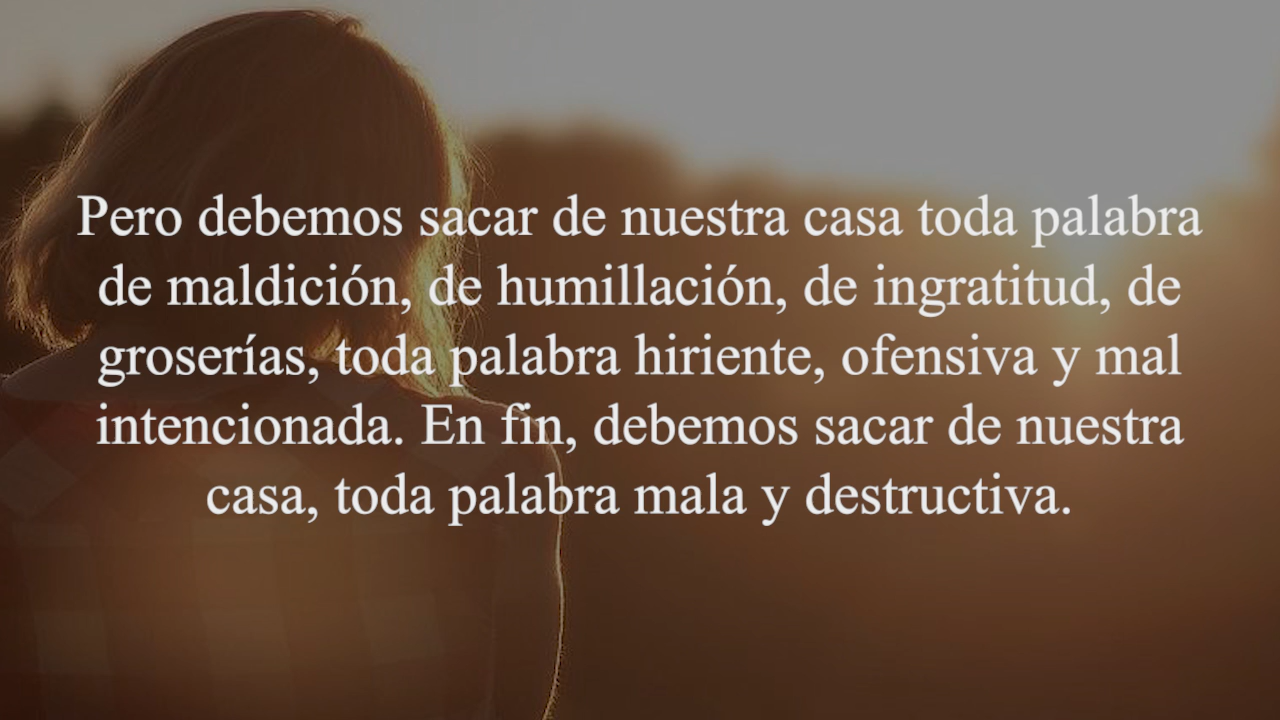 Pero debemos sacar de nuestra casa toda palabra
de maldición, de humillación, de ingratitud, de
groserías, toda palabra hiriente, ofensiva y mal
intencionada. En fin, debemos sacar de nuestra
casa, toda palabra mala y destructiva.